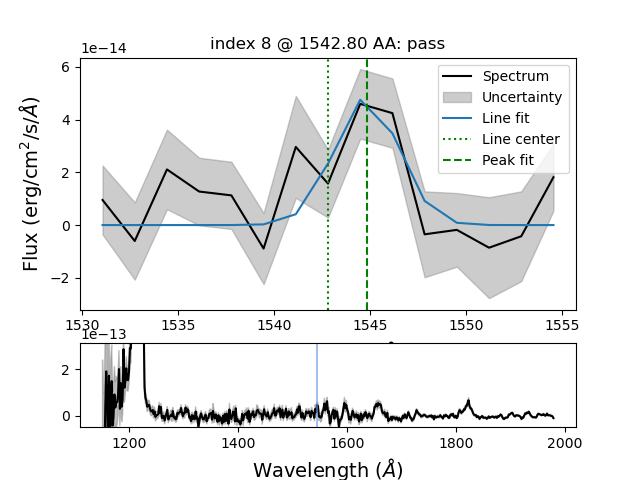 index 8 @ 1542.80 AA: pass
1e−14
6
4
2
0
−2
Flux (erg/cm²/s/Å)
Spectrum
Uncertainty
Line fit
Line center
Peak fit
1530 1535 1540 1545 1550 1555
1e−13
2
0
1200 1400 1600 1800 2000
Wavelength (Å)